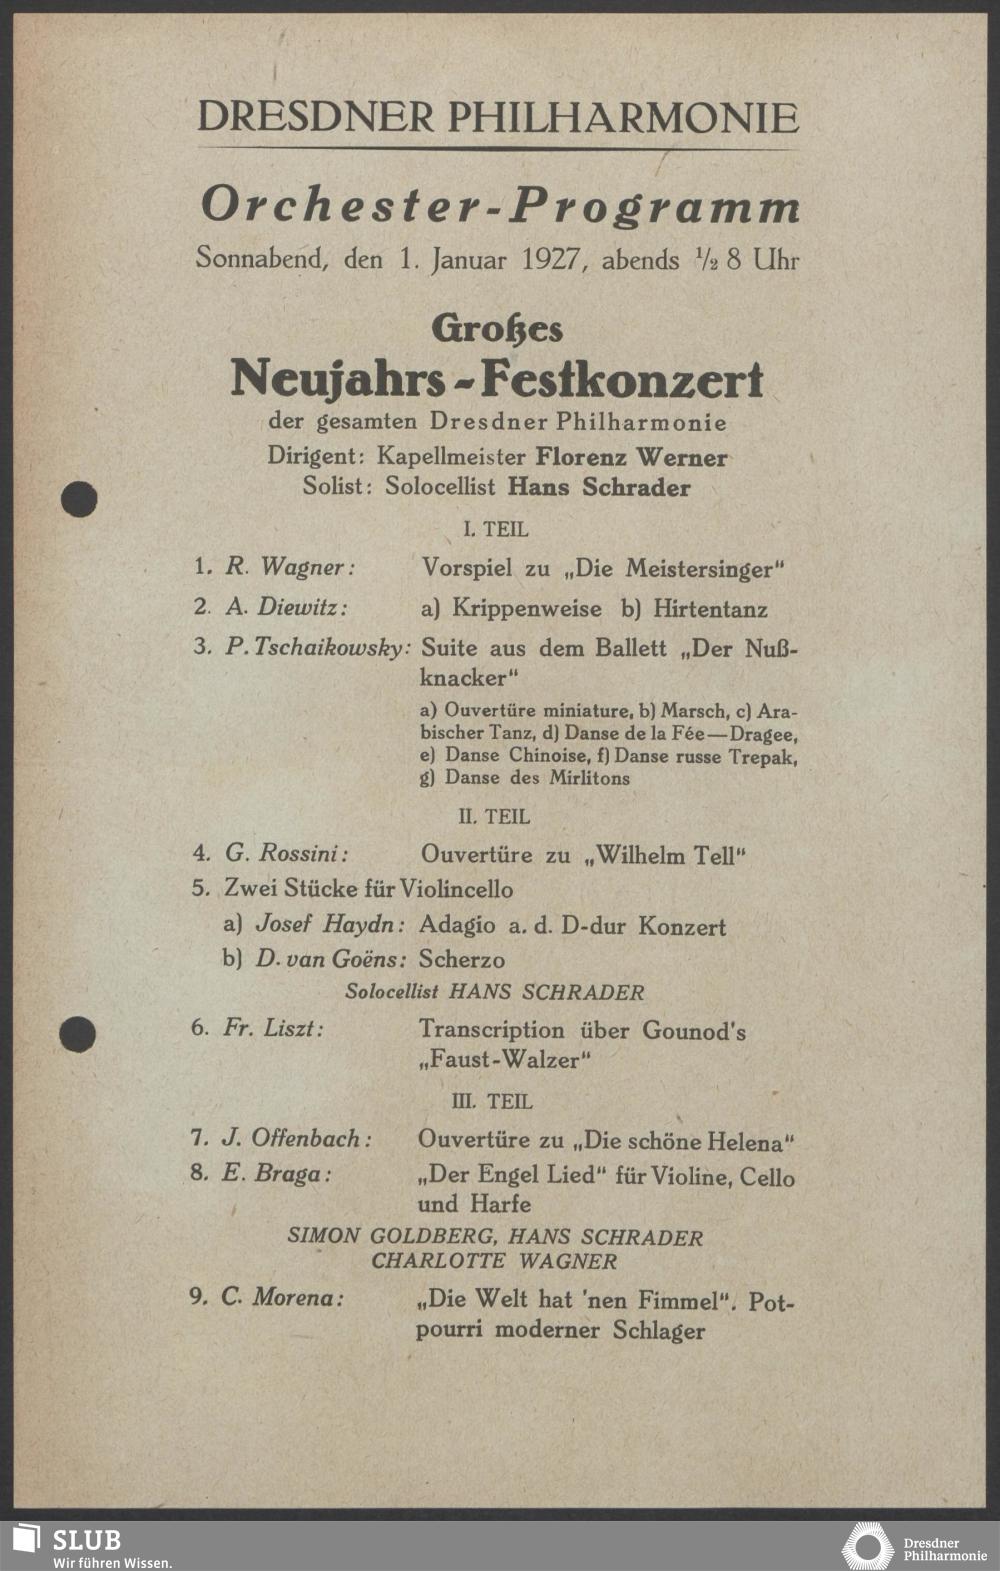 DRESDNER PHILHARMONIE
Orchester-Programm
Sonnabend, den 1. Januar 1927, abends ½ 8 Uhr
Großes
Neujahrs-Festkonzert
der gesamten Dresdner Philharmonie
Dirigent: Kapellmeister Florenz Werner
Solist: Solocellist Hans Schrader
I. TEIL
1. R. Wagner: Vorspiel zu „Die Meistersinger"
2. A. Diewitz: a) Krippenweise b) Hirtentanz
3. P. Tschaikowsky: Suite aus dem Ballett „Der Nuß-
knacker"
a) Ouvertüre miniature, b) Marsch, c) Ara-
bischer Tanz, d) Danse de la Fée—Dragee,
e) Danse Chinoise, f) Danse russe Trepak,
g) Danse des Mirlitons
II. TEIL
4. G. Rossini: Ouvertüre zu „Wilhelm Tell"
5. Zwei Stücke für Violincello
a) Josef Haydn: Adagio a. d. D-dur Konzert
b) D. van Goëns: Scherzo
Solocellist HANS SCHRADER
6. Fr. Liszt: Transcription über Gounod's
„Faust-Walzer"
III. TEIL
7. J. Offenbach: Ouvertüre zu „Die schöne Helena"
8. E. Braga: „Der Engel Lied" für Violine, Cello
und Harfe
SIMON GOLDBERG, HANS SCHRADER
CHARLOTTE WAGNER
9. C. Morena: „Die Welt hat 'nen Fimmel". Pot-
pourri moderner Schlager
SLUB
Wir führen Wissen.
Dresdner
Philharmonie